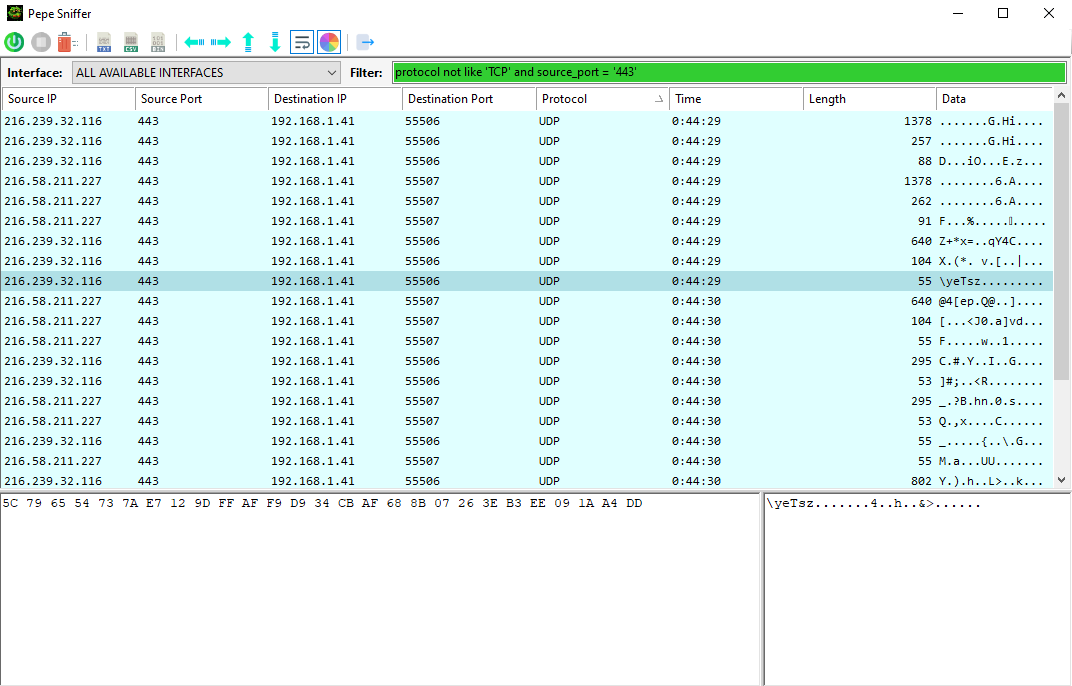 Pepe Sniffer
TXT CSV BIN
Interface: ALL AVAILABLE INTERFACES Filter: protocol not like 'TCP' and source_port = '443'
Source IP Source Port Destination IP Destination Port Protocol Time Length Data
216.239.32.116 443 192.168.1.41 55506 UDP 0:44:29 1378 .......G.Hi....
216.239.32.116 443 192.168.1.41 55506 UDP 0:44:29 257 .......G.Hi....
216.239.32.116 443 192.168.1.41 55506 UDP 0:44:29 88 D...iO...E.z...
216.58.211.227 443 192.168.1.41 55507 UDP 0:44:29 1378 ........6.A....
216.58.211.227 443 192.168.1.41 55507 UDP 0:44:29 262 ........6.A....
216.58.211.227 443 192.168.1.41 55507 UDP 0:44:29 91 F...%..........
216.239.32.116 443 192.168.1.41 55506 UDP 0:44:29 640 Z+*x=..qY4C....
216.239.32.116 443 192.168.1.41 55506 UDP 0:44:29 104 X.(*. v.[..|...
216.239.32.116 443 192.168.1.41 55506 UDP 0:44:29 55 \yeTsz.........
216.58.211.227 443 192.168.1.41 55507 UDP 0:44:30 640 @4[ep.Q@..]....
216.58.211.227 443 192.168.1.41 55507 UDP 0:44:30 104 [...<J0.a]vd...
216.58.211.227 443 192.168.1.41 55507 UDP 0:44:30 55 F.....w..1.....
216.239.32.116 443 192.168.1.41 55506 UDP 0:44:30 295 C.#.Y..I..G....
216.239.32.116 443 192.168.1.41 55506 UDP 0:44:30 53 ]#;..<R........
216.58.211.227 443 192.168.1.41 55507 UDP 0:44:30 295 _.?B.hn.0.s....
216.58.211.227 443 192.168.1.41 55507 UDP 0:44:30 53 Q.,x....C......
216.239.32.116 443 192.168.1.41 55506 UDP 0:44:30 55 _.....{..\.G...
216.58.211.227 443 192.168.1.41 55507 UDP 0:44:30 55 M.a...UU.......
216.239.32.116 443 192.168.1.41 55506 UDP 0:44:30 802 Y.).h..L>..k...
5C 79 65 54 73 7A E7 12 9D FF AF F9 D9 34 CB AF 68 8B 07 26 3E B3 EE 09 1A A4 DD
\yeTsz.......4..h..&>......